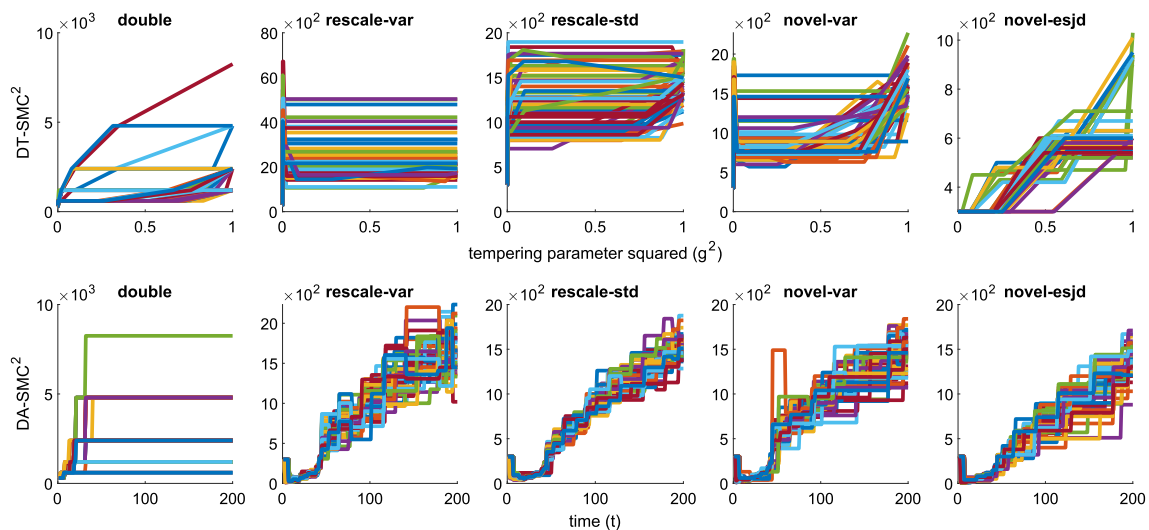 double rescale-var rescale-std novel-var novel-esjd
×10³ ×10² ×10² ×10² ×10²
DT-SMC²
10 5 0
80 60 40 20 0
200 150 100 50 0
20 15 10 5 0
10 8 6 4
0 0.5 1 0 0.5 1 0 0.5 1 0 0.5 1 0 0.5 1
tempering parameter squared (g²)
double rescale-var rescale-std novel-var novel-esjd
×10³ ×10² ×10² ×10² ×10²
DA-SMC²
10 5 0
20 15 10 5 0
20 15 10 5 0
20 15 10 5 0
20 15 10 5 0
0 100 200 0 100 200 0 100 200 0 100 200 0 100 200
time (t)